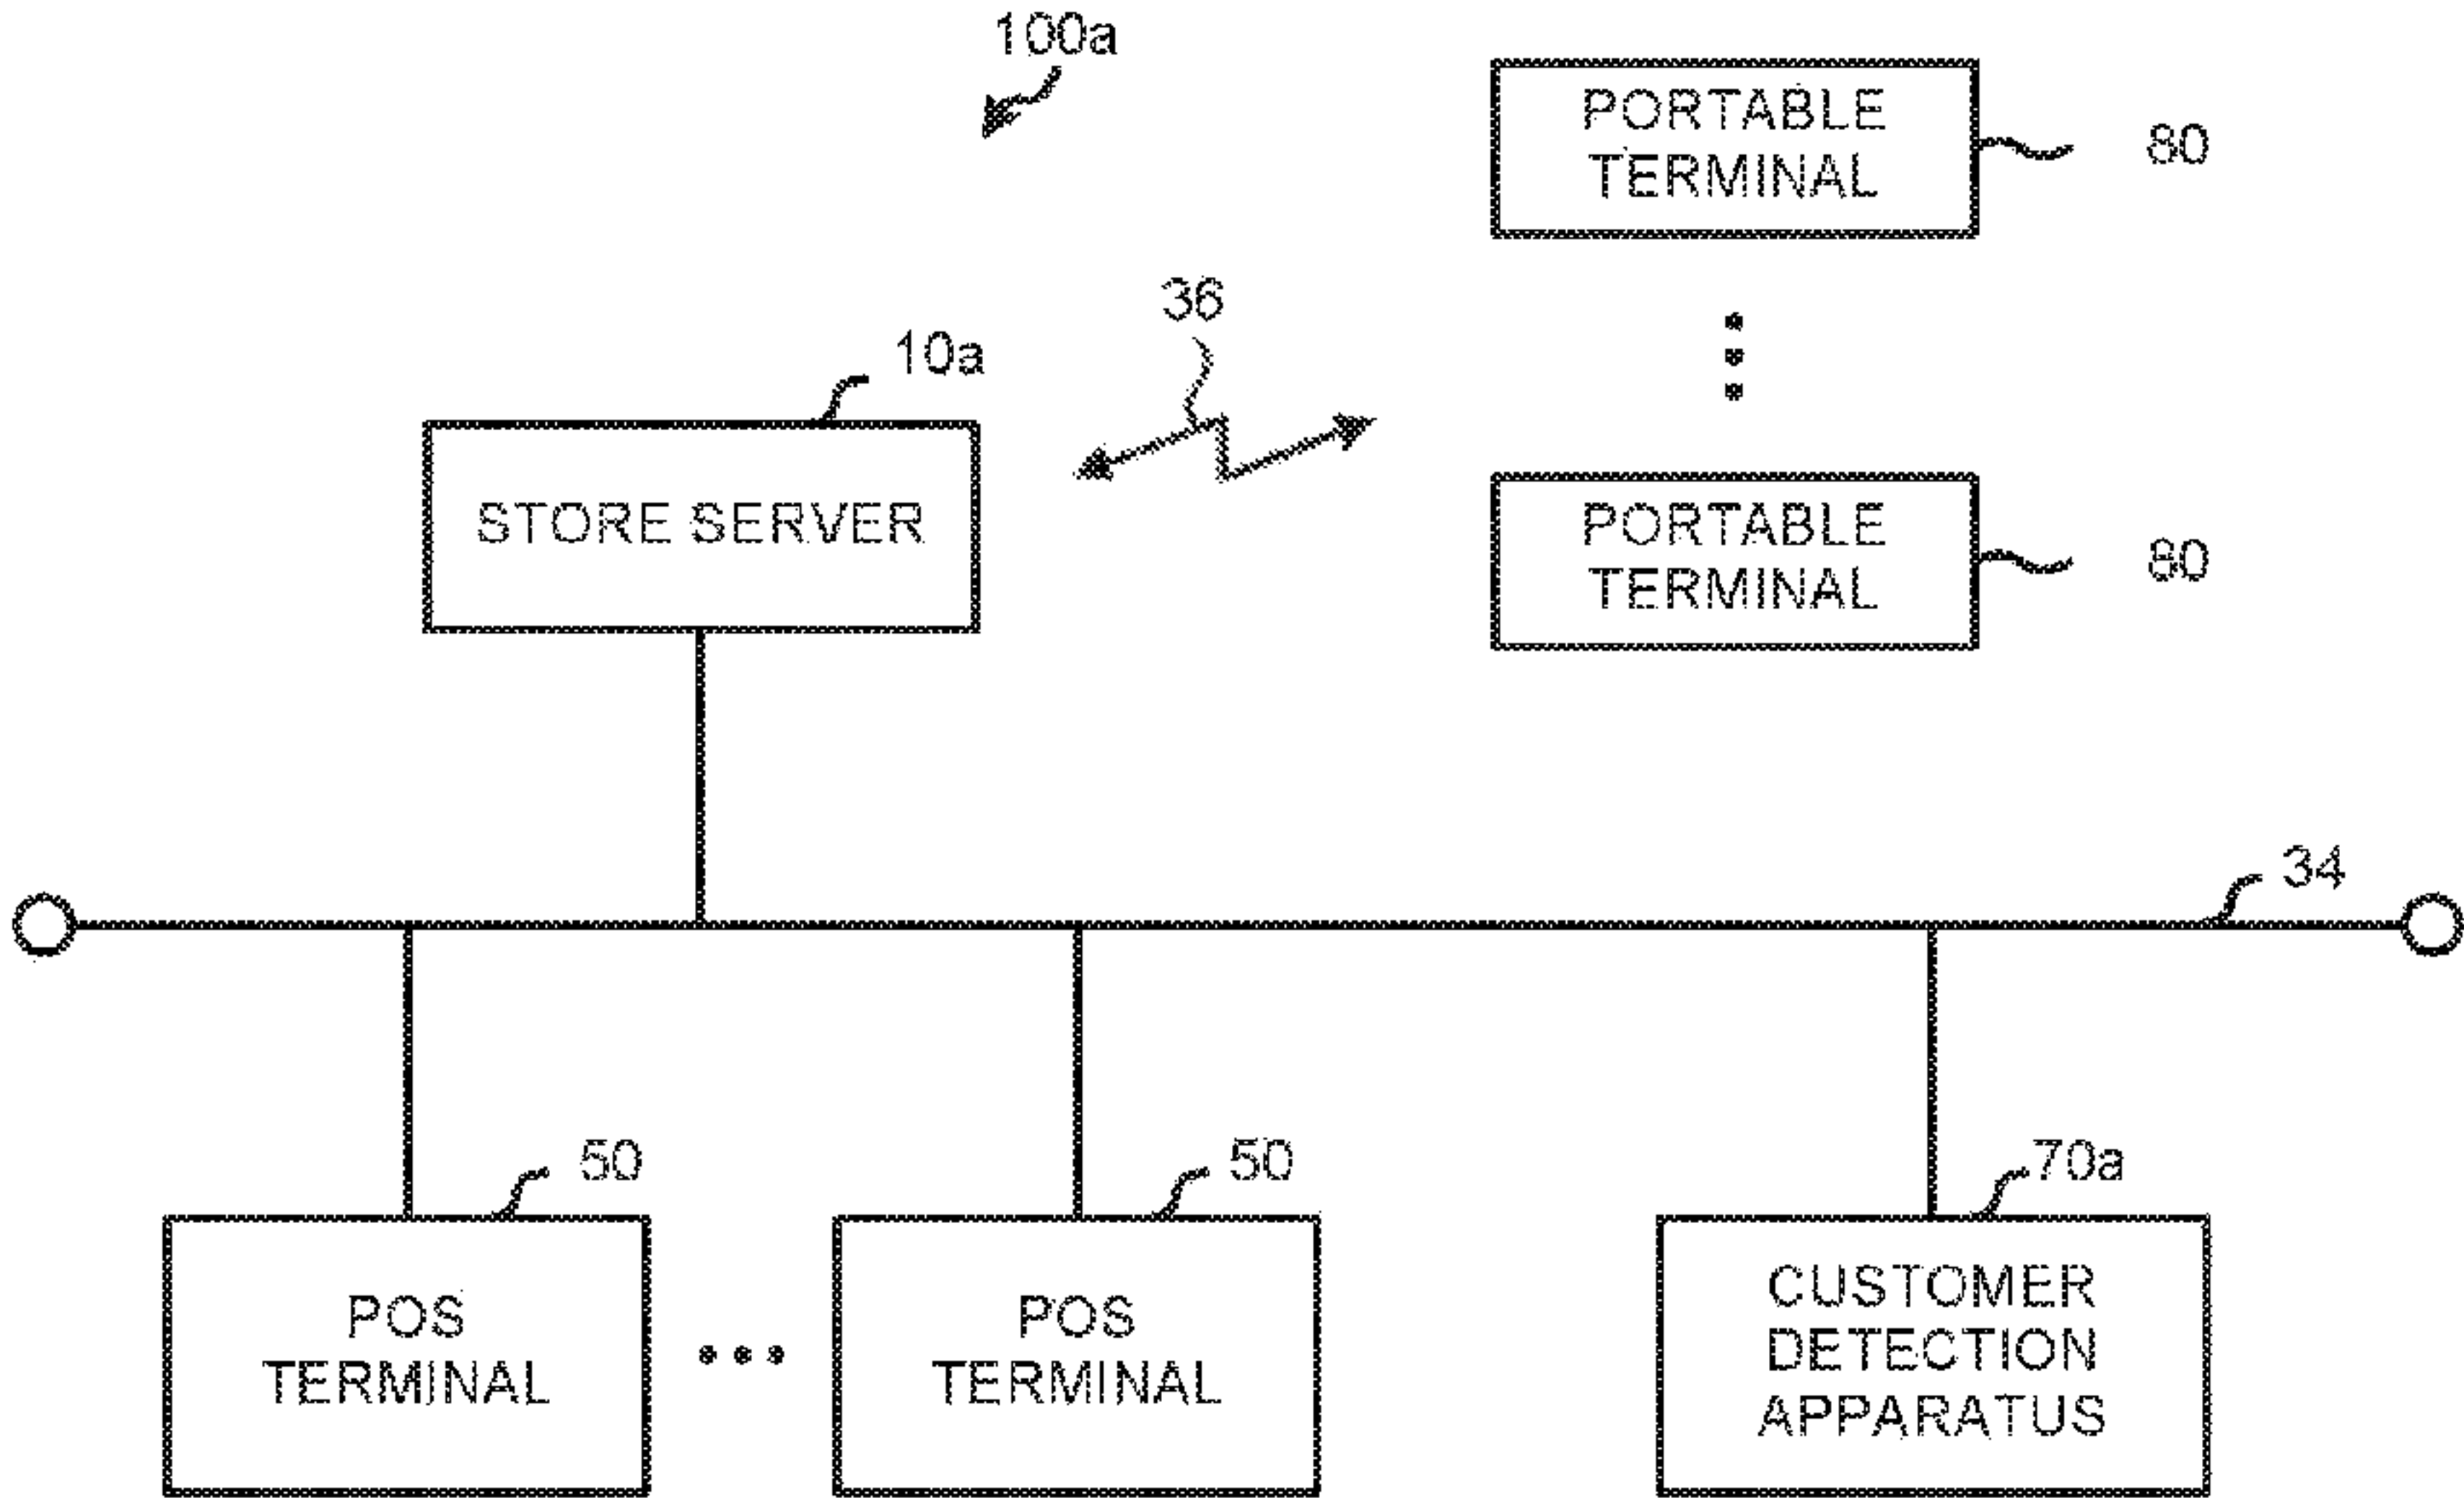 100a
PORTABLE
TERMINAL
80
36
10a
STORE SERVER
PORTABLE
TERMINAL
80
34
50
50
70a
POS
TERMINAL
POS
TERMINAL
CUSTOMER
DETECTION
APPARATUS